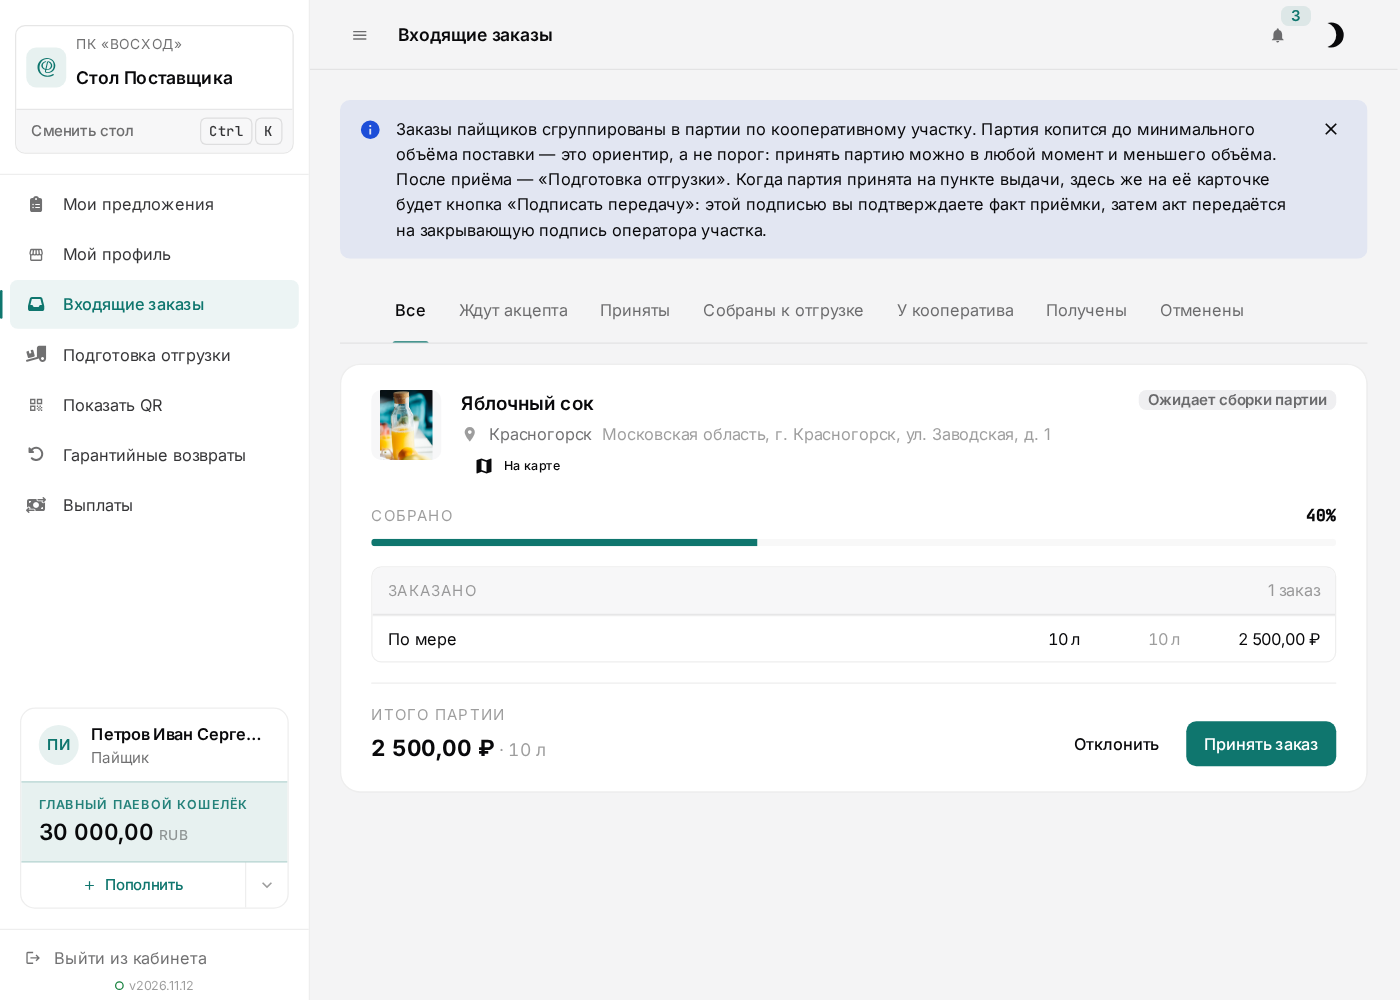 ПК «ВОСХОД»
Стол Поставщика
Сменить стол
Ctrl K
Мои предложения
Мой профиль
Входящие заказы
Подготовка отгрузки
Показать QR
Гарантийные возвраты
Выплаты
ПИ
Петров Иван Серге...
Пайщик
ГЛАВНЫЙ ПАЕВОЙ КОШЕЛЁК
30 000,00 RUB
+ Пополнить
Выйти из кабинета
v2026.11.12
Входящие заказы
3
Заказы пайщиков сгруппированы в партии по кооперативному участку. Партия копится до минимального
объёма поставки — это ориентир, а не порог: принять партию можно в любой момент и меньшего объёма.
После приёма — «Подготовка отгрузки». Когда партия принята на пункте выдачи, здесь же на её карточке
будет кнопка «Подписать передачу»: этой подписью вы подтверждаете факт приёмки, затем акт передаётся
на закрывающую подпись оператора участка.
Все Ждут акцепта Приняты Собраны к отгрузке У кооператива Получены Отменены
Яблочный сок
Ожидает сборки партии
Красногорск Московская область, г. Красногорск, ул. Заводская, д. 1
На карте
СОБРАНО 40%
ЗАКАЗАНО 1 заказ
По мере 10 л 10 л 2 500,00 ₽
ИТОГО ПАРТИИ
2 500,00 ₽ · 10 л
Отклонить
Принять заказ